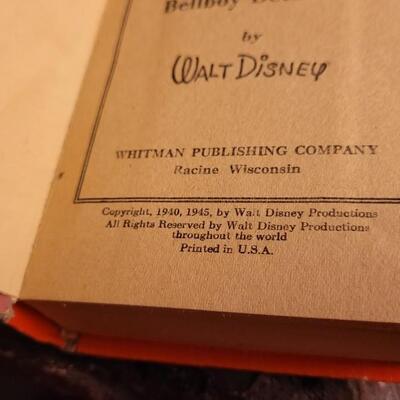 Bellboy
by
WALT DISNEY
WHITMAN PUBLISHING COMPANY
Racine Wisconsin
Copyright, 1940, 1945, by Walt Disney Productions
All Rights Reserved by Walt Disney Productions
throughout the world
Printed in U.S.A.